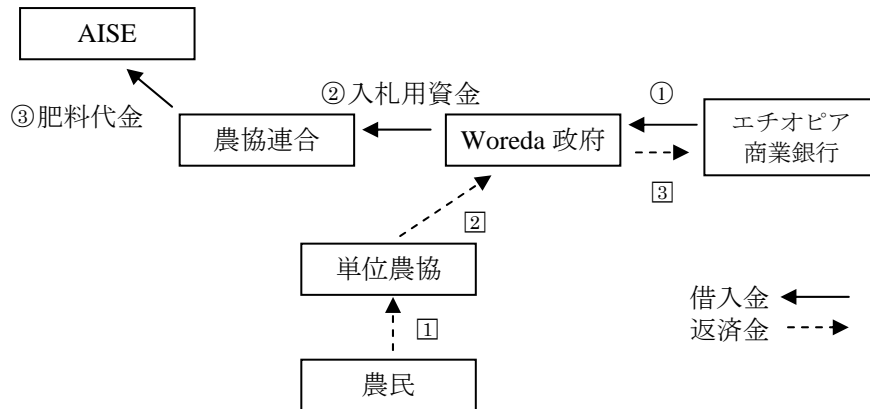 AISE
②入札用資金
①
③肥料代金
農協連合
Woreda 政府
エチオピア
商業銀行
3
2
単位農協
借入金
返済金
1
農民